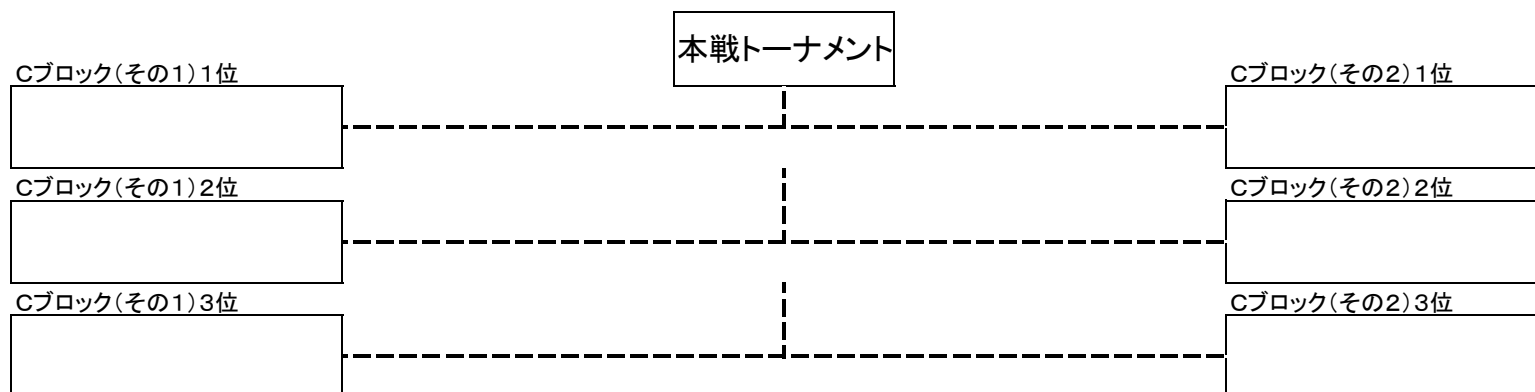 本戦トーナメント
Cブロック(その1)1位
Cブロック(その2)1位
Cブロック(その1)2位
Cブロック(その2)2位
Cブロック(その1)3位
Cブロック(その2)3位